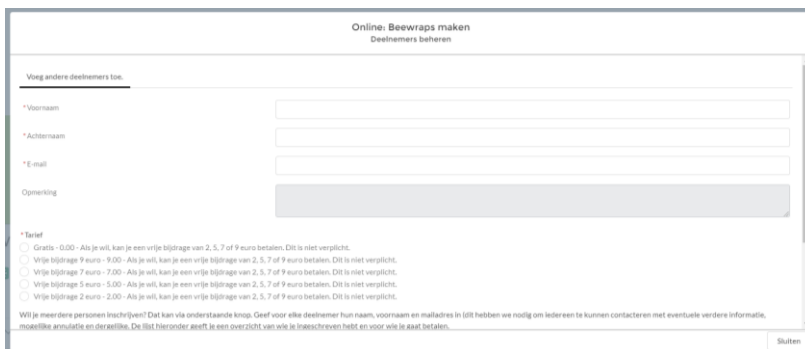 Online: Beewraps maken
Deelnemers beheren
Voeg andere deelnemers toe.
* Voornaam
* Achternaam
* E-mail
Opmerking
* Tarief
Gratis - 0.00 - Als je wil, kan je een vrije bijdrage van 2, 5, 7 of 9 euro betalen. Dit is niet verplicht.
Vrije bijdrage 9 euro - 9.00 - Als je wil, kan je een vrije bijdrage van 2, 5, 7 of 9 euro betalen. Dit is niet verplicht.
Vrije bijdrage 7 euro - 7.00 - Als je wil, kan je een vrije bijdrage van 2, 5, 7 of 9 euro betalen. Dit is niet verplicht.
Vrije bijdrage 5 euro - 5.00 - Als je wil, kan je een vrije bijdrage van 2, 5, 7 of 9 euro betalen. Dit is niet verplicht.
Vrije bijdrage 2 euro - 2.00 - Als je wil, kan je een vrije bijdrage van 2, 5, 7 of 9 euro betalen. Dit is niet verplicht.
Wil je meerdere personen inschrijven? Dat kan via onderstaande knop. Geef voor elke deelnemer hun naam, voornaam en mailadres in (dit hebben we nodig om iedereen te kunnen contacteren met eventuele verdere informatie,
mogelijke annulatie en dergelijke. De lijst hieronder geeft je een overzicht van wie je ingeschreven hebt en voor wie je gaat betalen.
Sluiten